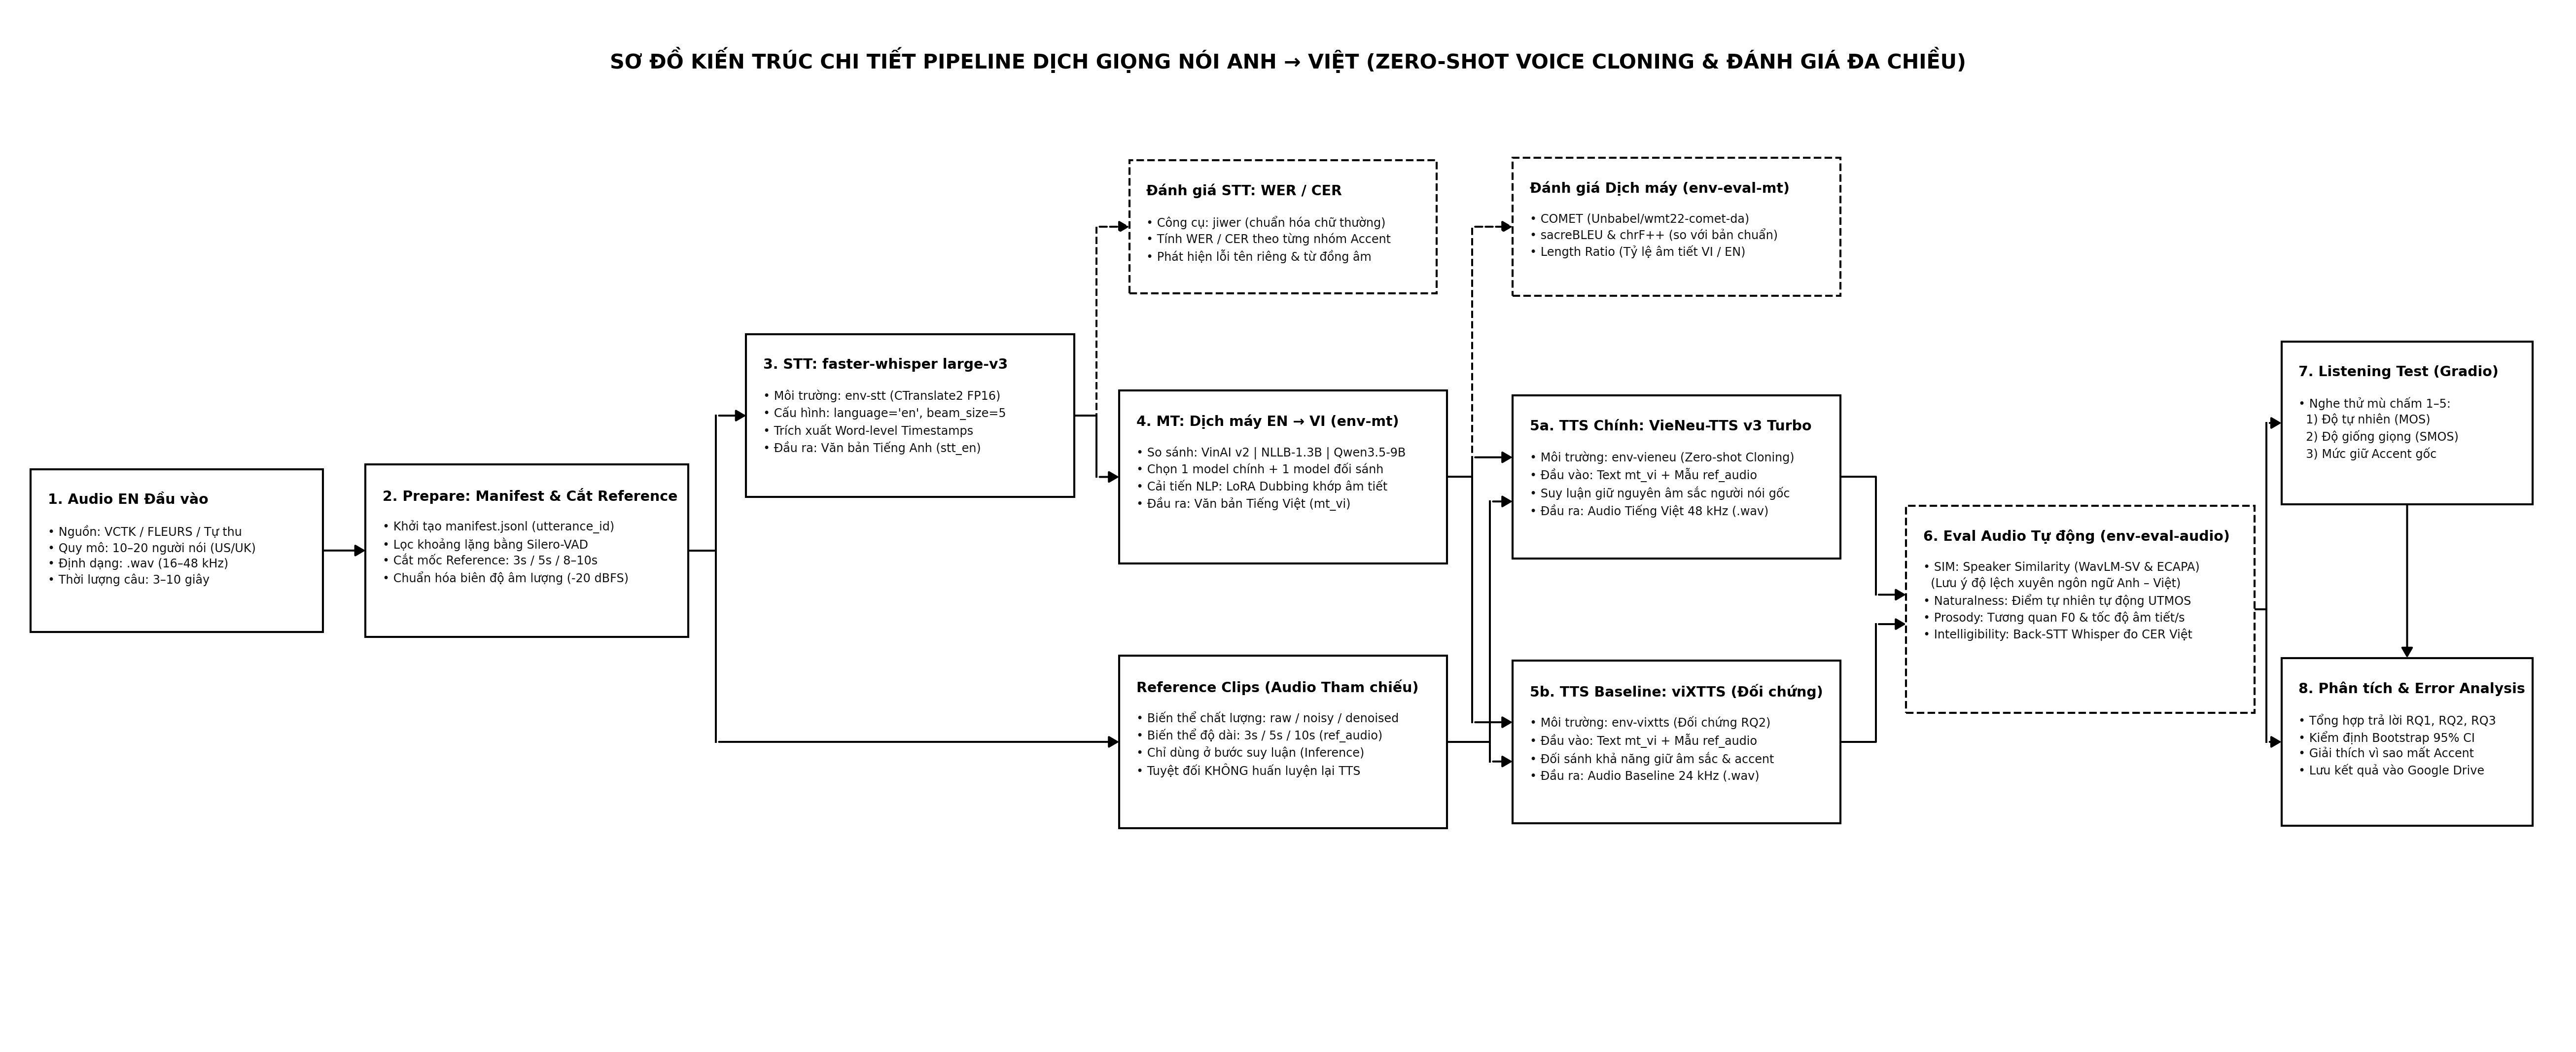 SƠ ĐỒ KIẾN TRÚC CHI TIẾT PIPELINE DỊCH GIỌNG NÓI ANH → VIỆT (ZERO-SHOT VOICE CLONING & ĐÁNH GIÁ ĐA CHIỀU)
1. Audio EN Đầu vào
• Nguồn: VCTK / FLEURS / Tự thu
• Quy mô: 10–20 người nói (US/UK)
• Định dạng: .wav (16–48 kHz)
• Thời lượng câu: 3–10 giây
2. Prepare: Manifest & Cắt Reference
• Khởi tạo manifest.jsonl (utterance_id)
• Lọc khoảng lặng bằng Silero-VAD
• Cắt mốc Reference: 3s / 5s / 8–10s
• Chuẩn hóa biên độ âm lượng (-20 dBFS)
3. STT: faster-whisper large-v3
• Môi trường: env-stt (CTranslate2 FP16)
• Cấu hình: language='en', beam_size=5
• Trích xuất Word-level Timestamps
• Đầu ra: Văn bản Tiếng Anh (stt_en)
Đánh giá STT: WER / CER
• Công cụ: jiwer (chuẩn hóa chữ thường)
• Tính WER / CER theo từng nhóm Accent
• Phát hiện lỗi tên riêng & từ đồng âm
4. MT: Dịch máy EN → VI (env-mt)
• So sánh: VinAI v2 | NLLB-1.3B | Qwen3.5-9B
• Chọn 1 model chính + 1 model đối sánh
• Cải tiến NLP: LoRA Dubbing khớp âm tiết
• Đầu ra: Văn bản Tiếng Việt (mt_vi)
Reference Clips (Audio Tham chiếu)
• Biến thể chất lượng: raw / noisy / denoised
• Biến thể độ dài: 3s / 5s / 10s (ref_audio)
• Chỉ dùng ở bước suy luận (Inference)
• Tuyệt đối KHÔNG huấn luyện lại TTS
Đánh giá Dịch máy (env-eval-mt)
• COMET (Unbabel/wmt22-comet-da)
• sacreBLEU & chrF++ (so với bản chuẩn)
• Length Ratio (Tỷ lệ âm tiết VI / EN)
5a. TTS Chính: VieNeu-TTS v3 Turbo
• Môi trường: env-vieneu (Zero-shot Cloning)
• Đầu vào: Text mt_vi + Mẫu ref_audio
• Suy luận giữ nguyên âm sắc người nói gốc
• Đầu ra: Audio Tiếng Việt 48 kHz (.wav)
5b. TTS Baseline: viXTTS (Đối chứng)
• Môi trường: env-vixtts (Đối chứng RQ2)
• Đầu vào: Text mt_vi + Mẫu ref_audio
• Đối sánh khả năng giữ âm sắc & accent
• Đầu ra: Audio Baseline 24 kHz (.wav)
6. Eval Audio Tự động (env-eval-audio)
• SIM: Speaker Similarity (WavLM-SV & ECAPA)
(Lưu ý độ lệch xuyên ngôn ngữ Anh – Việt)
• Naturalness: Điểm tự nhiên tự động UTMOS
• Prosody: Tương quan F0 & tốc độ âm tiết/s
• Intelligibility: Back-STT Whisper đo CER Việt
7. Listening Test (Gradio)
• Nghe thử mù chấm 1–5:
1) Độ tự nhiên (MOS)
2) Độ giống giọng (SMOS)
3) Mức giữ Accent gốc
8. Phân tích & Error Analysis
• Tổng hợp trả lời RQ1, RQ2, RQ3
• Kiểm định Bootstrap 95% CI
• Giải thích vì sao mất Accent
• Lưu kết quả vào Google Drive